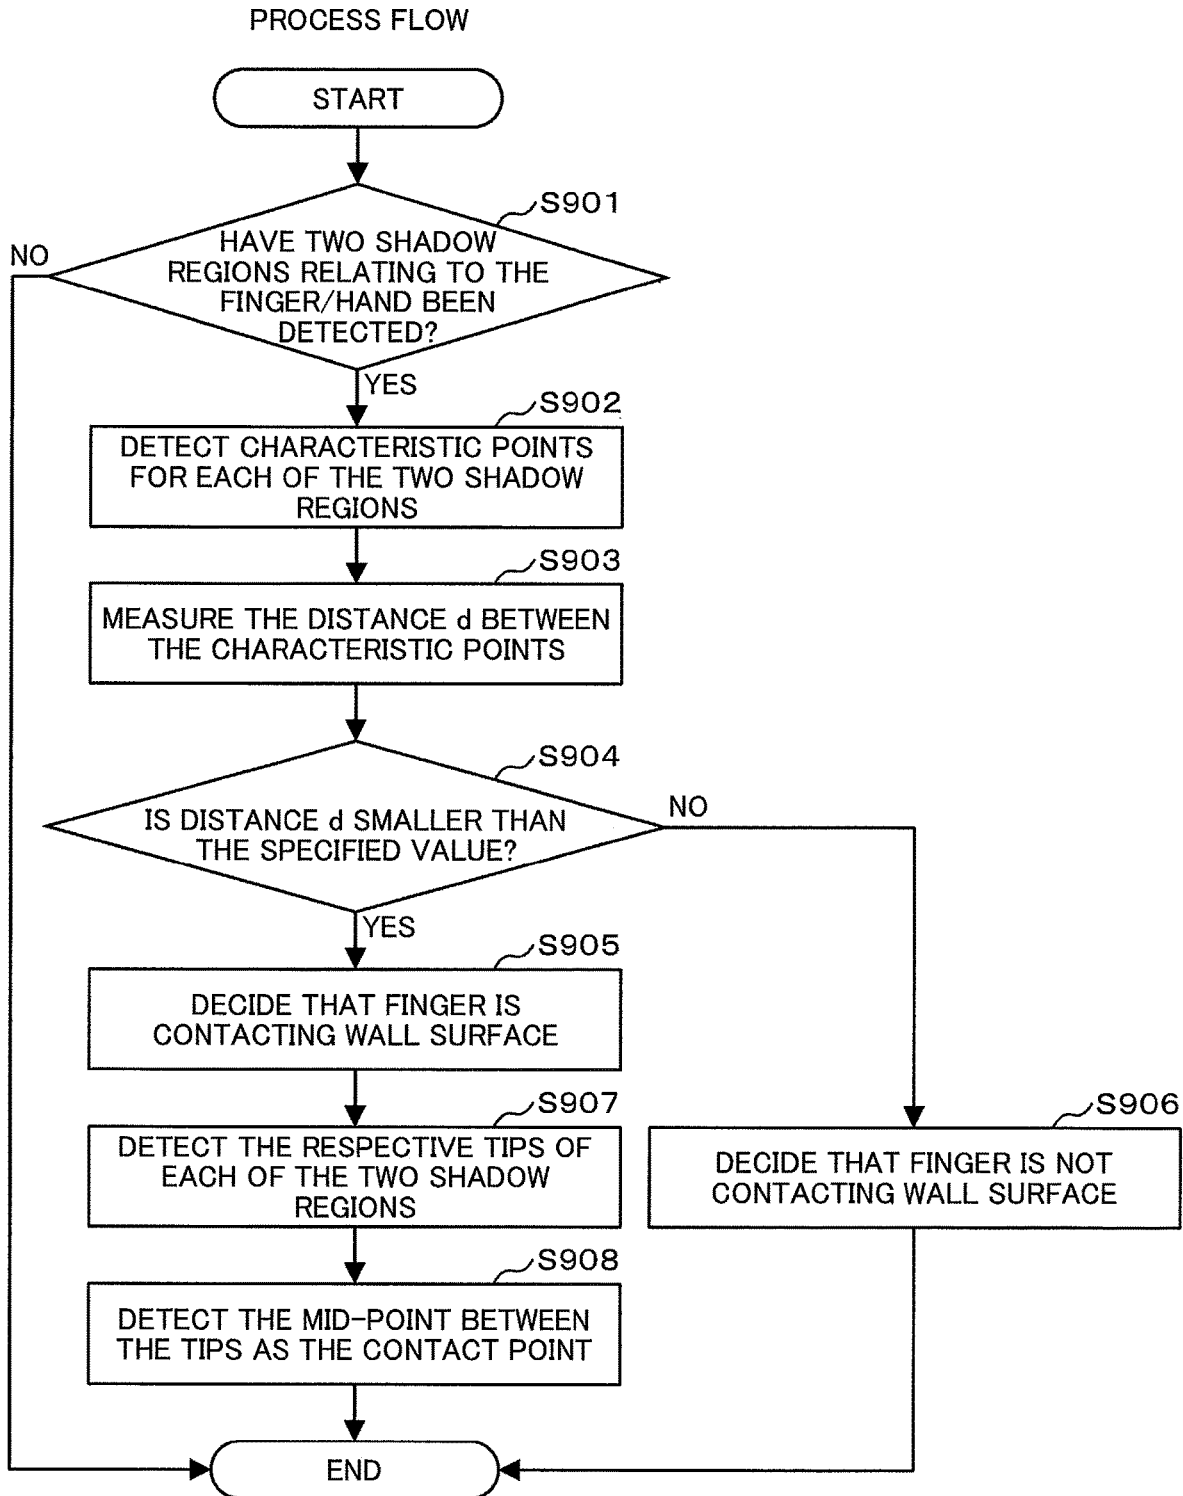 PROCESS FLOW
START
S901
NO
HAVE TWO SHADOW
REGIONS RELATING TO THE
FINGER/HAND BEEN
DETECTED?
YES
S902
DETECT CHARACTERISTIC POINTS
FOR EACH OF THE TWO SHADOW
REGIONS
S903
MEASURE THE DISTANCE d BETWEEN
THE CHARACTERISTIC POINTS
S904
IS DISTANCE d SMALLER THAN
THE SPECIFIED VALUE?
NO
YES
S905
DECIDE THAT FINGER IS
CONTACTING WALL SURFACE
S907
DETECT THE RESPECTIVE TIPS OF
EACH OF THE TWO SHADOW
REGIONS
S906
DECIDE THAT FINGER IS NOT
CONTACTING WALL SURFACE
S908
DETECT THE MID-POINT BETWEEN
THE TIPS AS THE CONTACT POINT
END